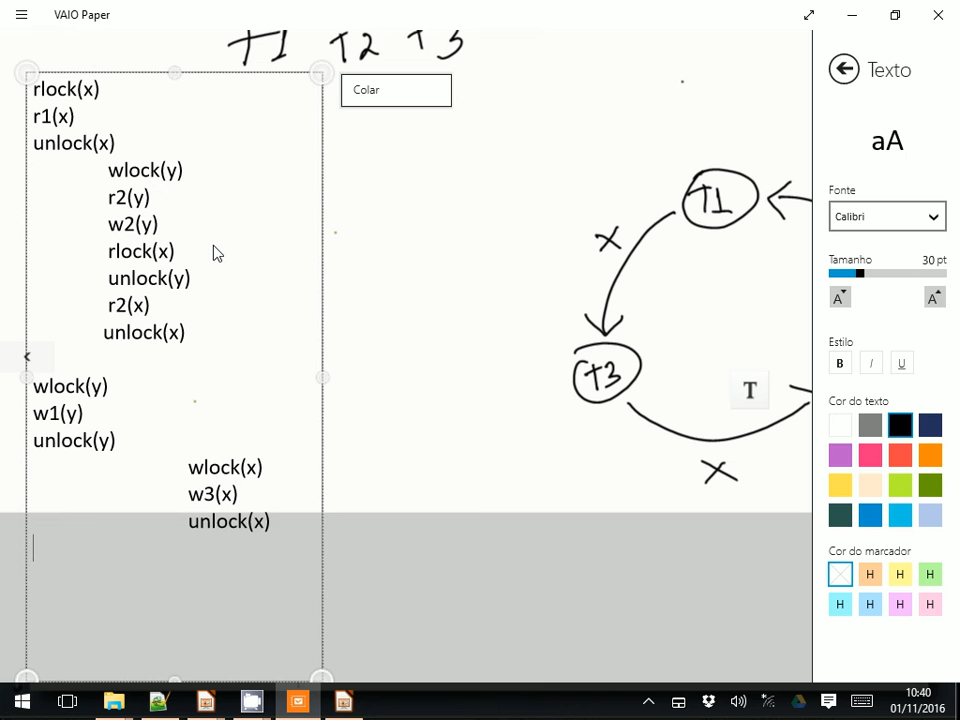 VAIO Paper
T1 T2 T3
Colar
rlock(x)
r1(x)
unlock(x)
wlock(y)
r2(y)
w2(y)
rlock(x)
unlock(y)
r2(x)
unlock(x)
wlock(y)
w1(y)
unlock(y)
wlock(x)
w3(x)
unlock(x)
T1
X
T3
T
X
Texto
aA
Fonte
Calibri
Tamanho 30 pt
A A
Estilo
B I U
Cor do texto
Cor do marcador
H H H
H H H H
10:40
01/11/2016